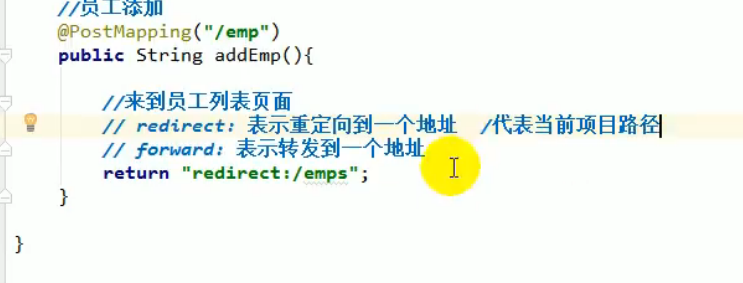 //员工添加
@PostMapping("/emp")
public String addEmp(){
//来到员工列表页面
// redirect: 表示重定向到一个地址  /代表当前项目路径
// forward: 表示转发到一个地址
return "redirect:/emps";
}
}